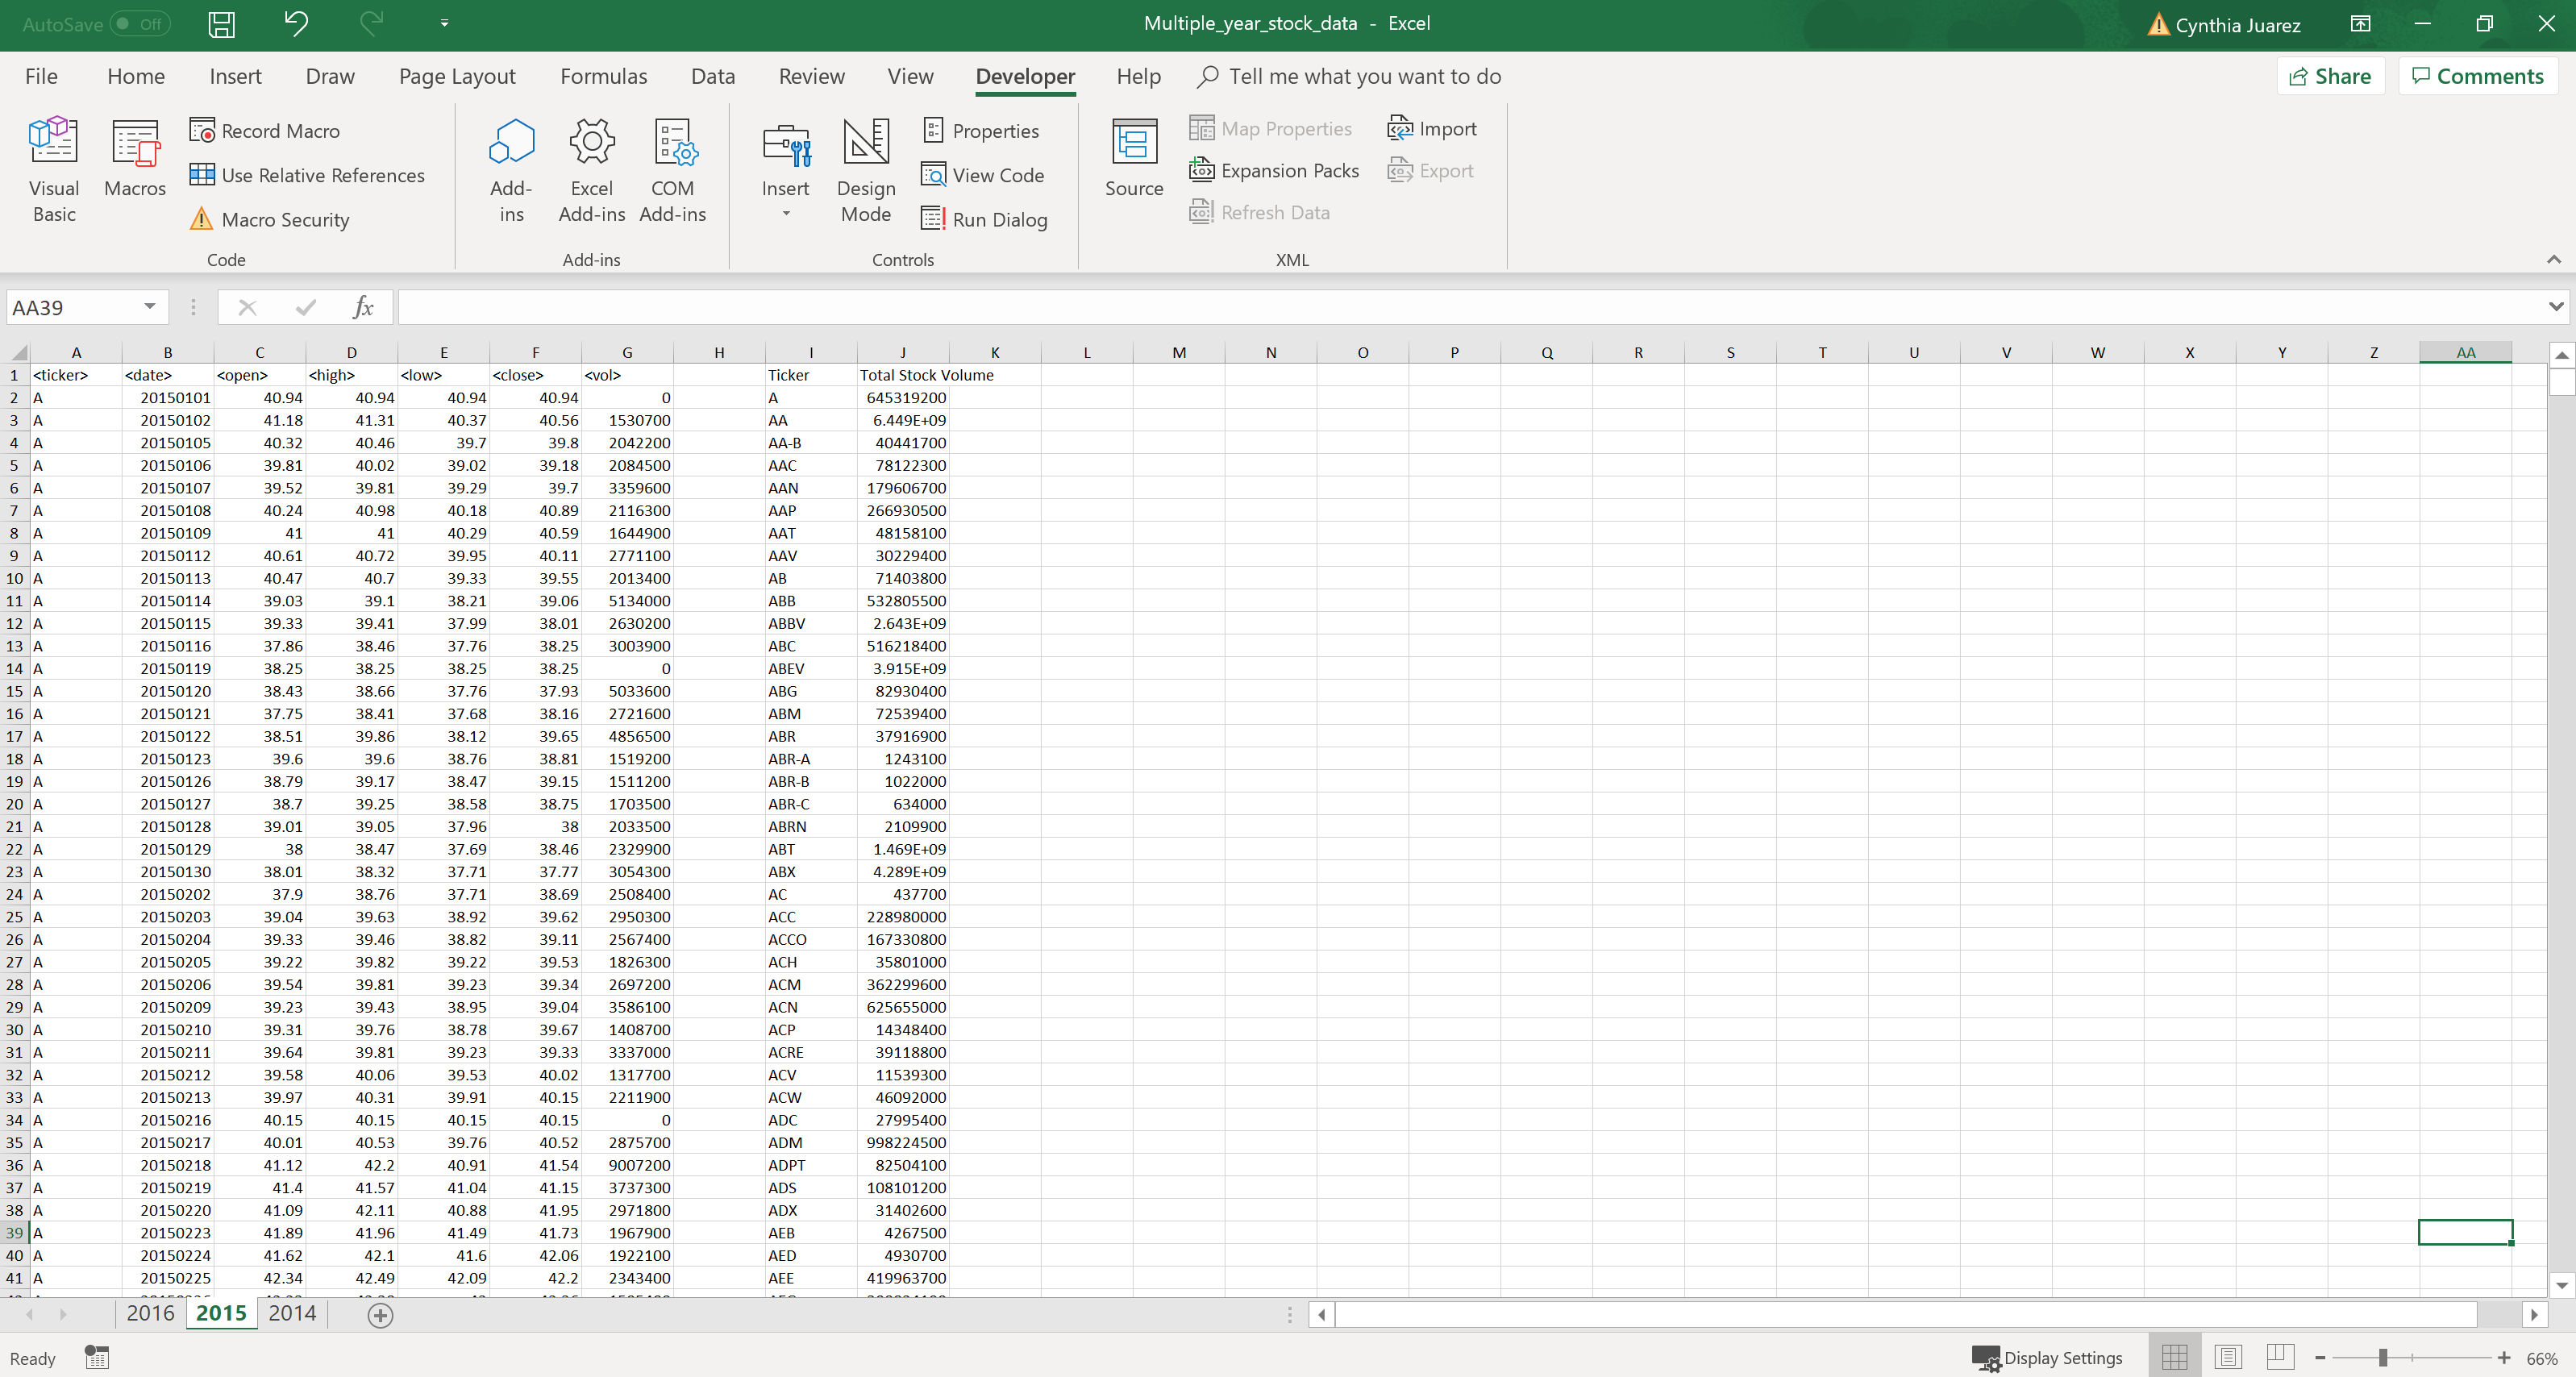 AutoSave Off Multiple_year_stock_data - Excel Cynthia Juarez
File Home Insert Draw Page Layout Formulas Data Review View Developer Help Tell me what you want to do Share Comments
Visual Basic
Macros
Record Macro
Use Relative References
Macro Security
Code
Add-ins
Excel Add-ins
COM Add-ins
Add-ins
Insert
Design Mode
Properties
View Code
Run Dialog
Controls
Source
Map Properties
Expansion Packs
Refresh Data
Import
Export
XML
AA39 fx
A B C D E F G H I J K L M N O P Q R S T U V W X Y Z AA
1 <ticker> <date> <open> <high> <low> <close> <vol> Ticker Total Stock Volume
2 A 20150101 40.94 40.94 40.94 40.94 0 A 645319200
3 A 20150102 41.18 41.31 40.37 40.56 1530700 AA 6.449E+09
4 A 20150105 40.32 40.46 39.7 39.8 2042200 AA-B 40441700
5 A 20150106 39.81 40.02 39.02 39.18 2084500 AAC 78122300
6 A 20150107 39.52 39.81 39.29 39.7 3359600 AAN 179606700
7 A 20150108 40.24 40.98 40.18 40.89 2116300 AAP 266930500
8 A 20150109 41 41 40.29 40.59 1644900 AAT 48158100
9 A 20150112 40.61 40.72 39.95 40.11 2771100 AAV 30229400
10 A 20150113 40.47 40.7 39.33 39.55 2013400 AB 71403800
11 A 20150114 39.03 39.1 38.21 39.06 5134000 ABB 532805500
12 A 20150115 39.33 39.41 37.99 38.01 2630200 ABBV 2.643E+09
13 A 20150116 37.86 38.46 37.76 38.25 3003900 ABC 516218400
14 A 20150119 38.25 38.25 38.25 38.25 0 ABEV 3.915E+09
15 A 20150120 38.43 38.66 37.76 37.93 5033600 ABG 82930400
16 A 20150121 37.75 38.41 37.68 38.16 2721600 ABM 72539400
17 A 20150122 38.51 39.86 38.12 39.65 4856500 ABR 37916900
18 A 20150123 39.6 39.6 38.76 38.81 1519200 ABR-A 1243100
19 A 20150126 38.79 39.17 38.47 39.15 1511200 ABR-B 1022000
20 A 20150127 38.7 39.25 38.58 38.75 1703500 ABR-C 634000
21 A 20150128 39.01 39.05 37.96 38 2033500 ABRN 2109900
22 A 20150129 38 38.47 37.69 38.46 2329900 ABT 1.469E+09
23 A 20150130 38.01 38.32 37.71 37.77 3054300 ABX 4.289E+09
24 A 20150202 37.9 38.76 37.71 38.69 2508400 AC 437700
25 A 20150203 39.04 39.63 38.92 39.62 2950300 ACC 228980000
26 A 20150204 39.33 39.46 38.82 39.11 2567400 ACCO 167330800
27 A 20150205 39.22 39.82 39.22 39.53 1826300 ACH 35801000
28 A 20150206 39.54 39.81 39.23 39.34 2697200 ACM 362299600
29 A 20150209 39.23 39.43 38.95 39.04 3586100 ACN 625655000
30 A 20150210 39.31 39.76 38.78 39.67 1408700 ACP 14348400
31 A 20150211 39.64 39.81 39.23 39.33 3337000 ACRE 39118800
32 A 20150212 39.58 40.06 39.53 40.02 1317700 ACV 11539300
33 A 20150213 39.97 40.31 39.91 40.15 2211900 ACW 46092000
34 A 20150216 40.15 40.15 40.15 40.15 0 ADC 27995400
35 A 20150217 40.01 40.53 39.76 40.52 2875700 ADM 998224500
36 A 20150218 41.12 42.2 40.91 41.54 9007200 ADPT 82504100
37 A 20150219 41.4 41.57 41.04 41.15 3737300 ADS 108101200
38 A 20150220 41.09 42.11 40.88 41.95 2971800 ADX 31402600
39 A 20150223 41.89 41.96 41.49 41.73 1967900 AEB 4267500
40 A 20150224 41.62 42.1 41.6 42.06 1922100 AED 4930700
41 A 20150225 42.34 42.49 42.09 42.2 2343400 AEE 419963700
2016 2015 2014
Ready Display Settings 66%